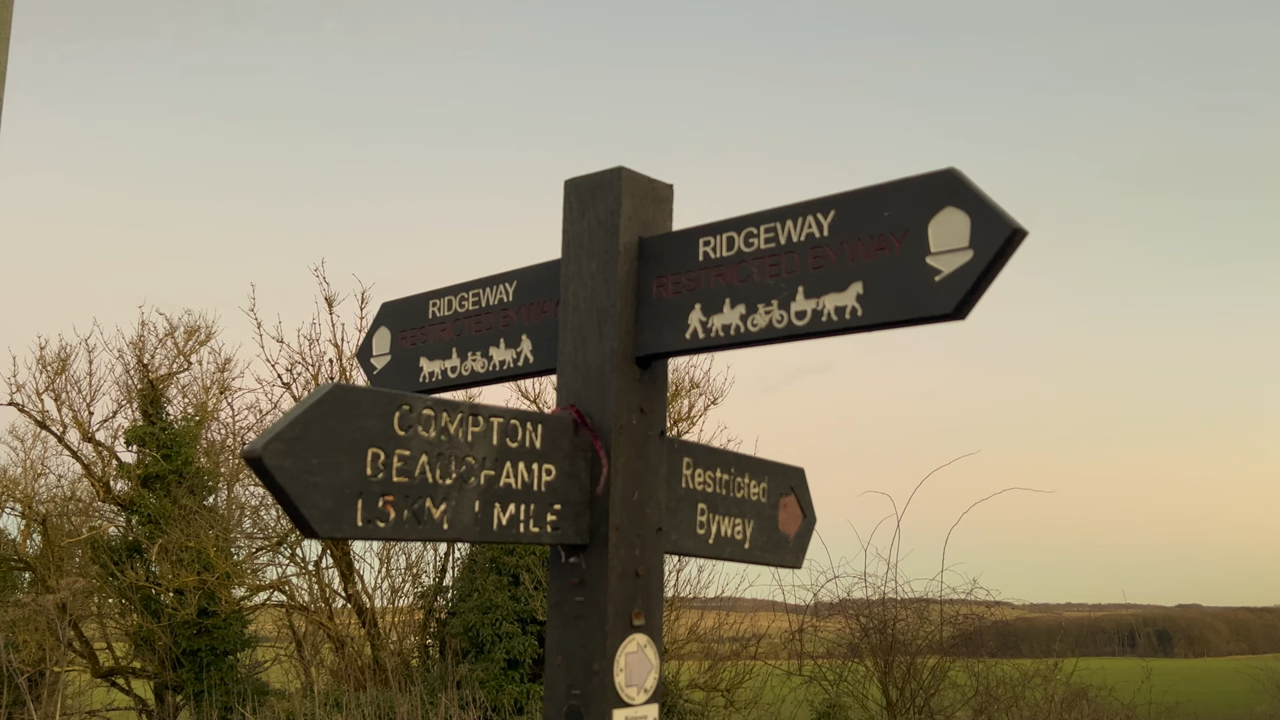 RIDGEWAY
RESTRICTED BYWAY
RIDGEWAY
RESTRICTED BYWAY
COMPTON
BEAUCHAMP
1.5KM 1 MILE
Restricted
Byway